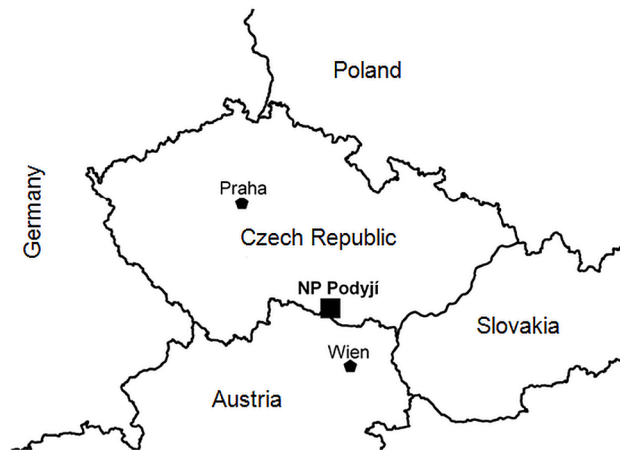 Poland
Germany
Praha
Czech Republic
NP Podyjí
Slovakia
Wien
Austria